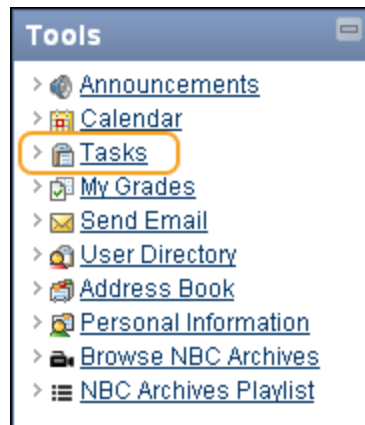 Tools
Announcements
Calendar
Tasks
My Grades
Send Email
User Directory
Address Book
Personal Information
Browse NBC Archives
NBC Archives Playlist